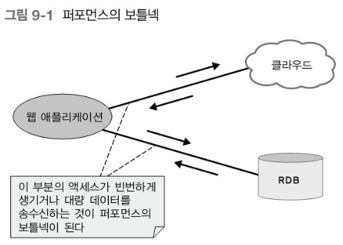 그림 9-1 퍼포먼스의 보틀넥
클라우드
웹 애플리케이션
RDB
이 부분의 액세스가 빈번하게
생기거나 대량 데이터를
송수신하는 것이 퍼포먼스의
보틀넥이 된다